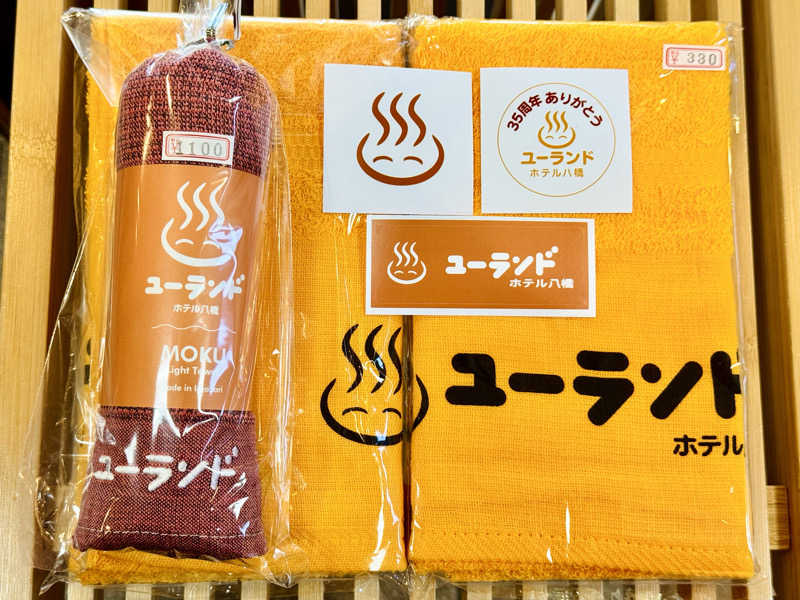 ¥1100
ユーランド
ホテル八橋
MOKU
Light Towel
Made in Imabari
ユーランド
35周年 ありがとう
ユーランド
ホテル八橋
ユーランド
ホテル八橋
¥330
ユーランド
ホテル